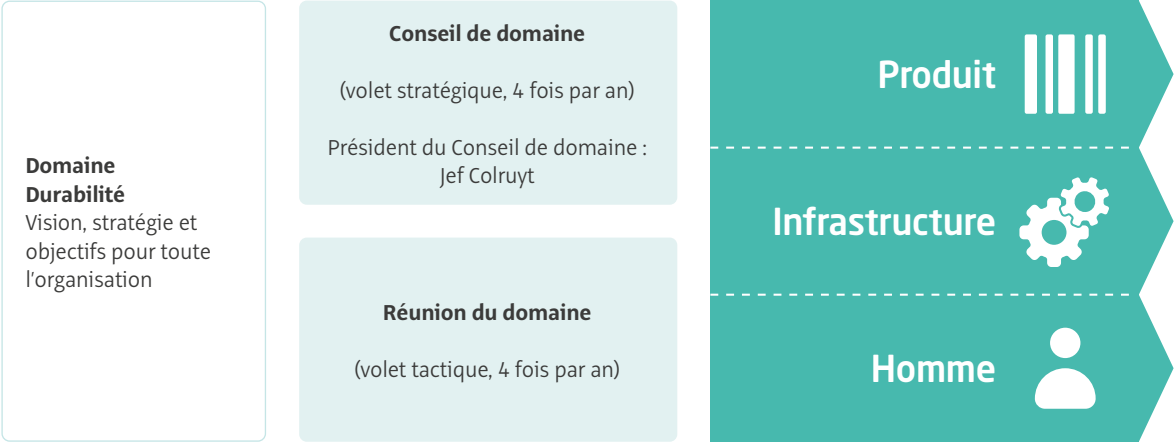 Domaine
Durabilité
Vision, stratégie et
objectifs pour toute
l'organisation
Conseil de domaine
(volet stratégique, 4 fois par an)
Président du Conseil de domaine :
Jef Colruyt
Réunion du domaine
(volet tactique, 4 fois par an)
Produit
Infrastructure
Homme